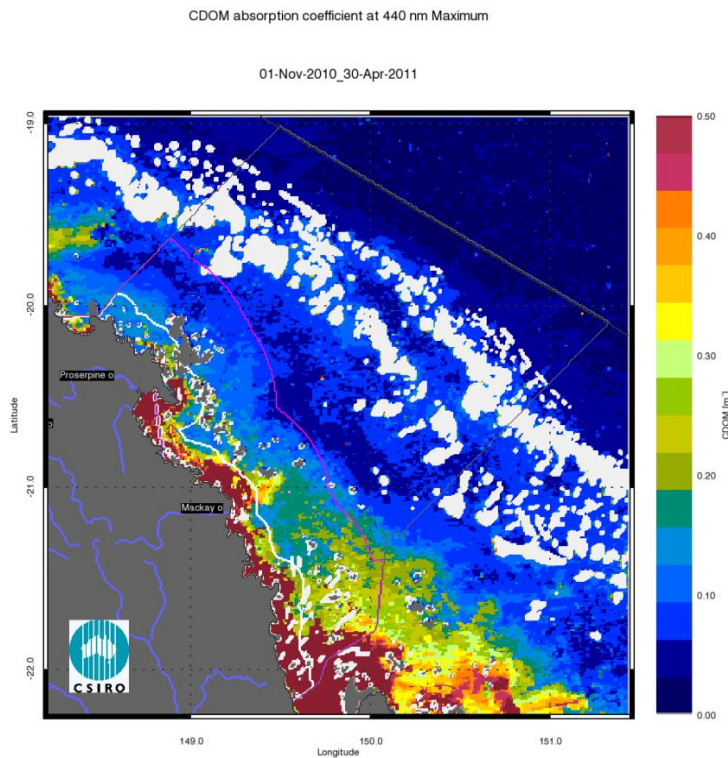 CDOM absorption coefficient at 440 nm Maximum
01-Nov-2010_30-Apr-2011
-19.0
-20.0
-21.0
-22.0
Latitude
Proserpine o
o
Mackay o
CSIRO
149.0
150.0
151.0
Longitude
0.50
0.40
0.30
0.20
0.10
0.00
CDOM [m⁻¹]